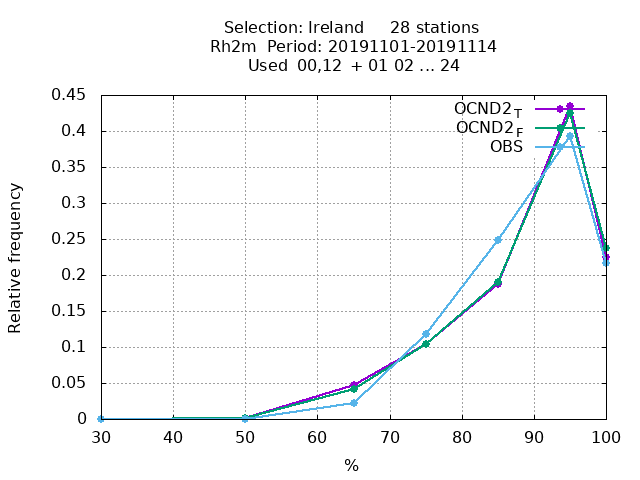 Selection: Ireland     28 stations
Rh2m  Period: 20191101-20191114
Used  00,12  + 01 02 ... 24
OCND2_T
OCND2_F
OBS
Relative frequency
0.45
0.4
0.35
0.3
0.25
0.2
0.15
0.1
0.05
0
30 40 50 60 70 80 90 100
%